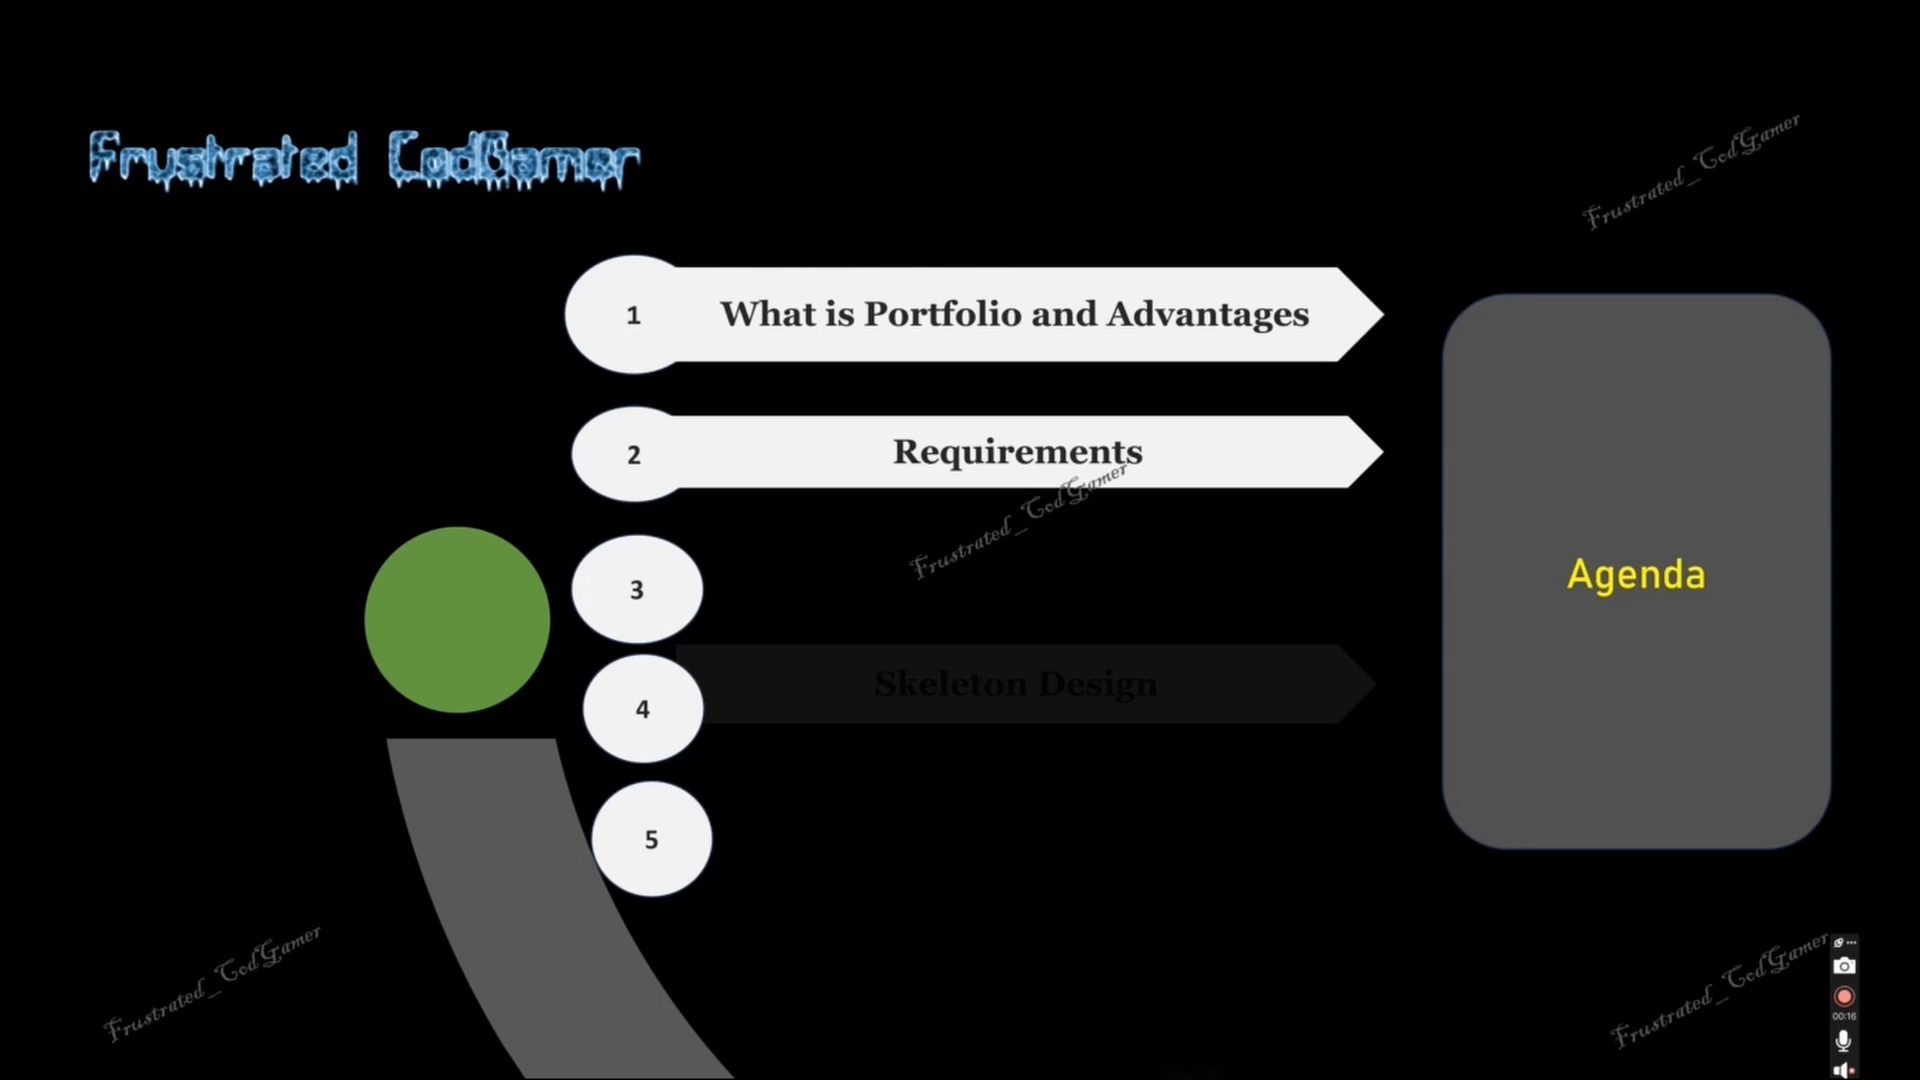 Frustrated CodGamer
Frustrated_CodGamer
1 What is Portfolio and Advantages
2 Requirements
Frustrated_CodGamer
3
Agenda
Skeleton Design
4
5
Frustrated_CodGamer
Frustrated_CodGamer
00:16